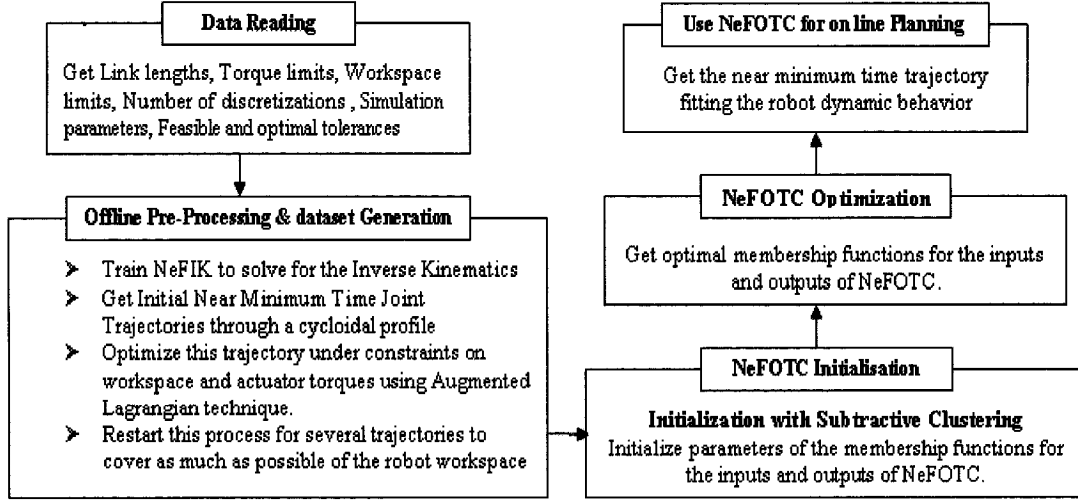 Data Reading
Get Link lengths, Torque limits, Workspace
limits, Number of discretizations , Simulation
parameters, Feasible and optimal tolerances
Offline Pre-Processing & dataset Generation
➤ Train NeFIK to solve for the Inverse Kinematics
➤ Get Initial Near Minimum Time Joint
Trajectories through a cycloidal profile
➤ Optimize this trajectory under constraints on
workspace and actuator torques using Augmented
Lagrangian technique.
➤ Restart this process for several trajectories to
cover as much as possible of the robot workspace
Use NeFOTC for on line Planning
Get the near minimum time trajectory
fitting the robot dynamic behavior
NeFOTC Optimization
Get optimal membership functions for the inputs
and outputs of NeFOTC.
NeFOTC Initialisation
Initialization with Subtractive Clustering
Initialize parameters of the membership functions for
the inputs and outputs of NeFOTC.